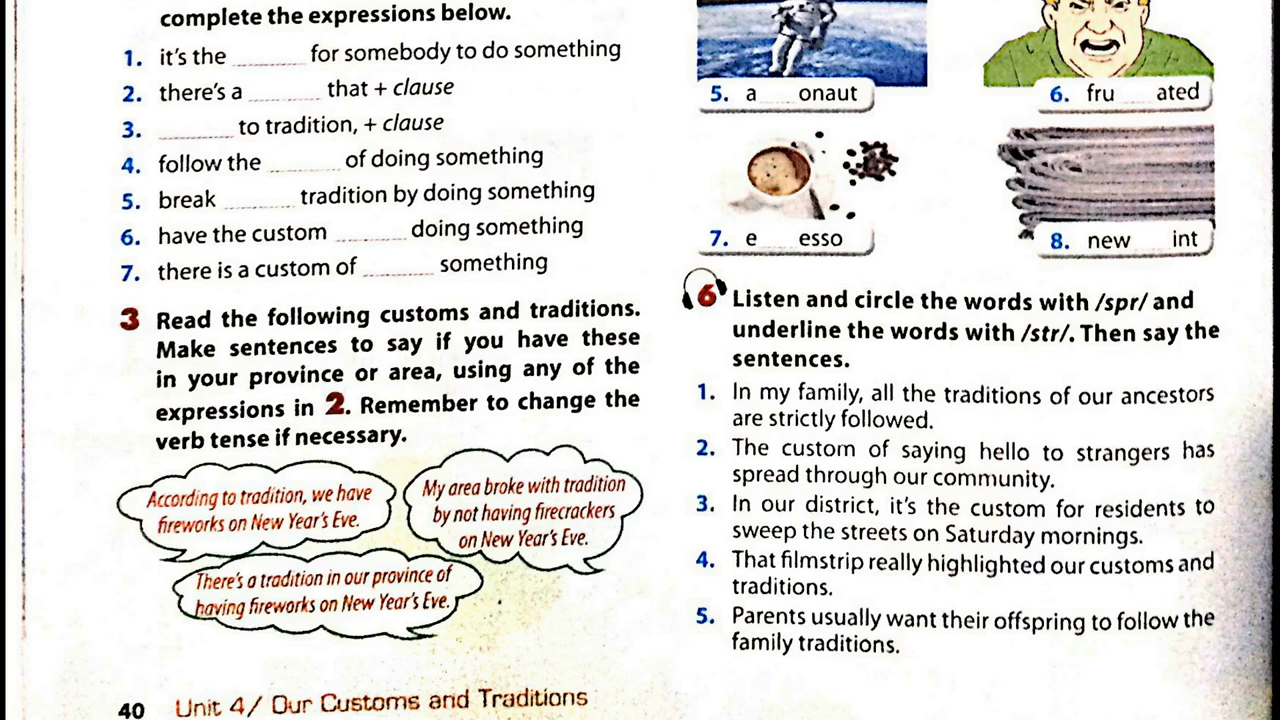 complete the expressions below.
1. it's the ______ for somebody to do something
2. there's a ______ that + clause
3. ______ to tradition, + clause
4. follow the ______ of doing something
5. break ______ tradition by doing something
6. have the custom ______ doing something
7. there is a custom of ______ something
3 Read the following customs and traditions.
Make sentences to say if you have these
in your province or area, using any of the
expressions in 2. Remember to change the
verb tense if necessary.
According to tradition, we have
fireworks on New Year's Eve.
My area broke with tradition
by not having firecrackers
on New Year's Eve.
There's a tradition in our province of
having fireworks on New Year's Eve.
40 Unit 4/ Our Customs and Traditions
5. a ___ onaut
6. fru ___ ated
7. e ___ esso
8. new ___ int
6 Listen and circle the words with /spr/ and
underline the words with /str/. Then say the
sentences.
1. In my family, all the traditions of our ancestors
are strictly followed.
2. The custom of saying hello to strangers has
spread through our community.
3. In our district, it's the custom for residents to
sweep the streets on Saturday mornings.
4. That filmstrip really highlighted our customs and
traditions.
5. Parents usually want their offspring to follow the
family traditions.